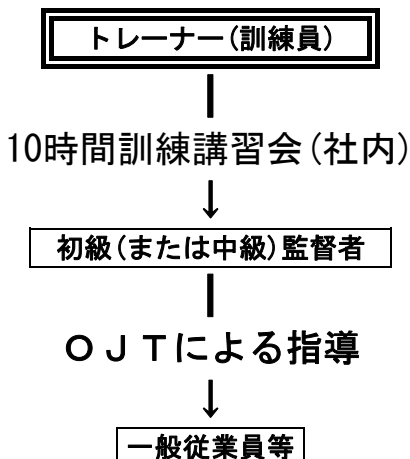 トレーナー(訓練員)
10時間訓練講習会(社内)
初級(または中級)監督者
ＯＪＴによる指導
一般従業員等